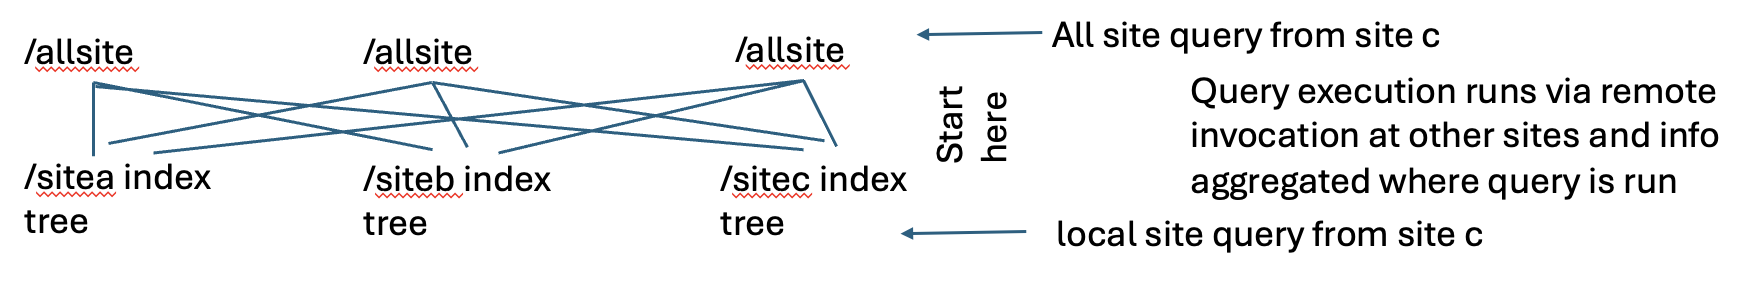 /allsite
/allsite
/allsite
All site query from site c
Start
here
Query execution runs via remote
invocation at other sites and info
aggregated where query is run
/sitea index
tree
/siteb index
tree
/sitec index
tree
local site query from site c